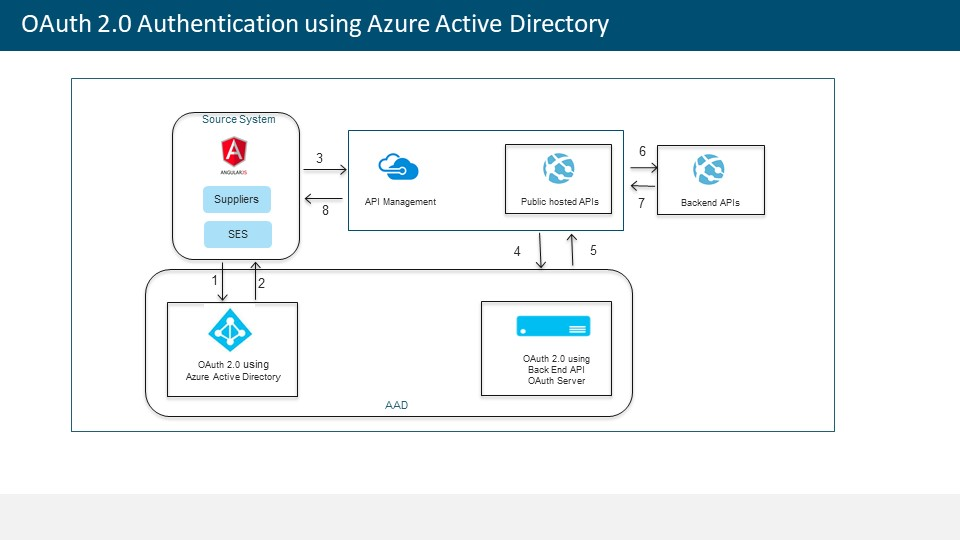 OAuth 2.0 Authentication using Azure Active Directory
Source System
ANGULARJS
Suppliers
SES
3
8
API Management
Public hosted APIs
6
7
Backend APIs
4
5
1
2
OAuth 2.0 using
Azure Active Directory
OAuth 2.0 using
Back End API
OAuth Server
AAD